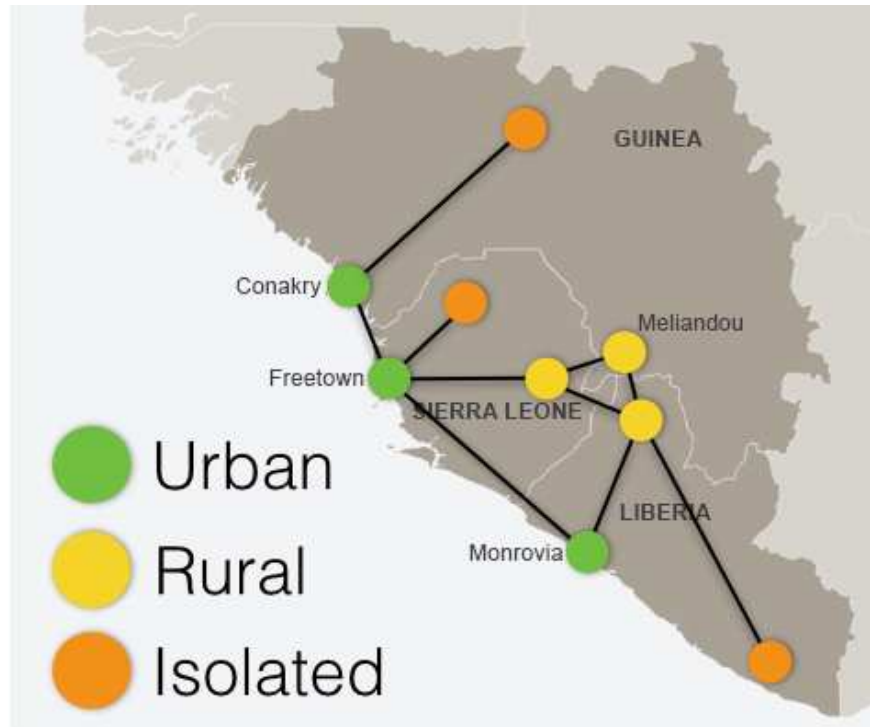 GUINEA
Conakry
Meliandou
Freetown
SIERRA LEONE
Urban
LIBERIA
Monrovia
Rural
Isolated